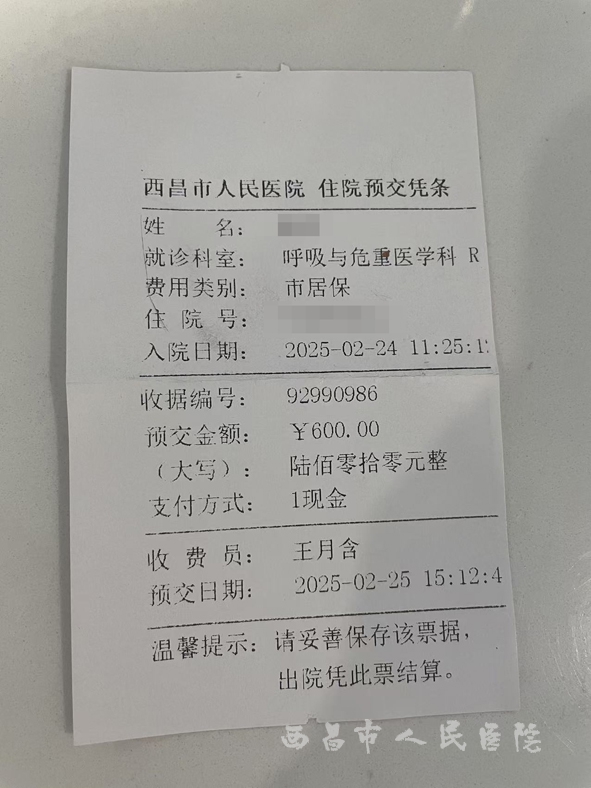 西昌市人民医院 住院预交凭条
姓 名：
就诊科室： 呼吸与危重医学科 R
费用类别： 市居保
住 院 号：
入院日期： 2025-02-24 11:25:1
收据编号： 92990986
预交金额： ￥600.00
（大写）： 陆佰零拾零元整
支付方式： 1现金
收 费 员： 王月含
预交日期： 2025-02-25 15:12:4
温馨提示：请妥善保存该票据，
出院凭此票结算。
西昌市人民医院